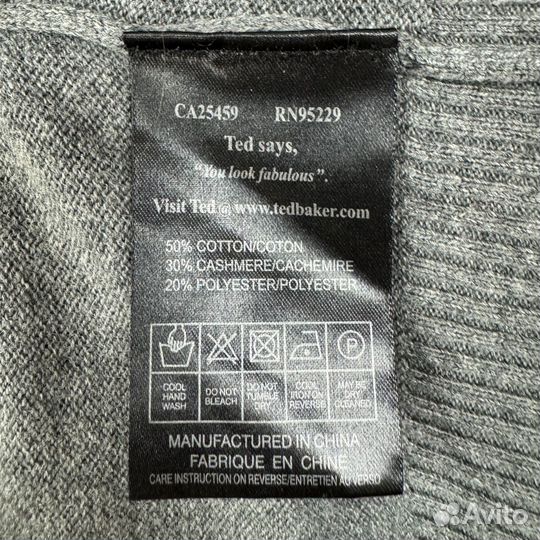 CA25459 RN95229
Ted says,
"You look fabulous".
Visit Ted @ www.tedbaker.com
50% COTTON/COTON
30% CASHMERE/CACHEMIRE
20% POLYESTER/POLYESTER
COOL HAND WASH
DO NOT BLEACH
DO NOT TUMBLE DRY
COOL IRON ON REVERSE
MAY BE DRY CLEANED
P
MANUFACTURED IN CHINA
FABRIQUE EN CHINE
CARE INSTRUCTION ON REVERSE/ENTRETIEN AU VERSO
Avito